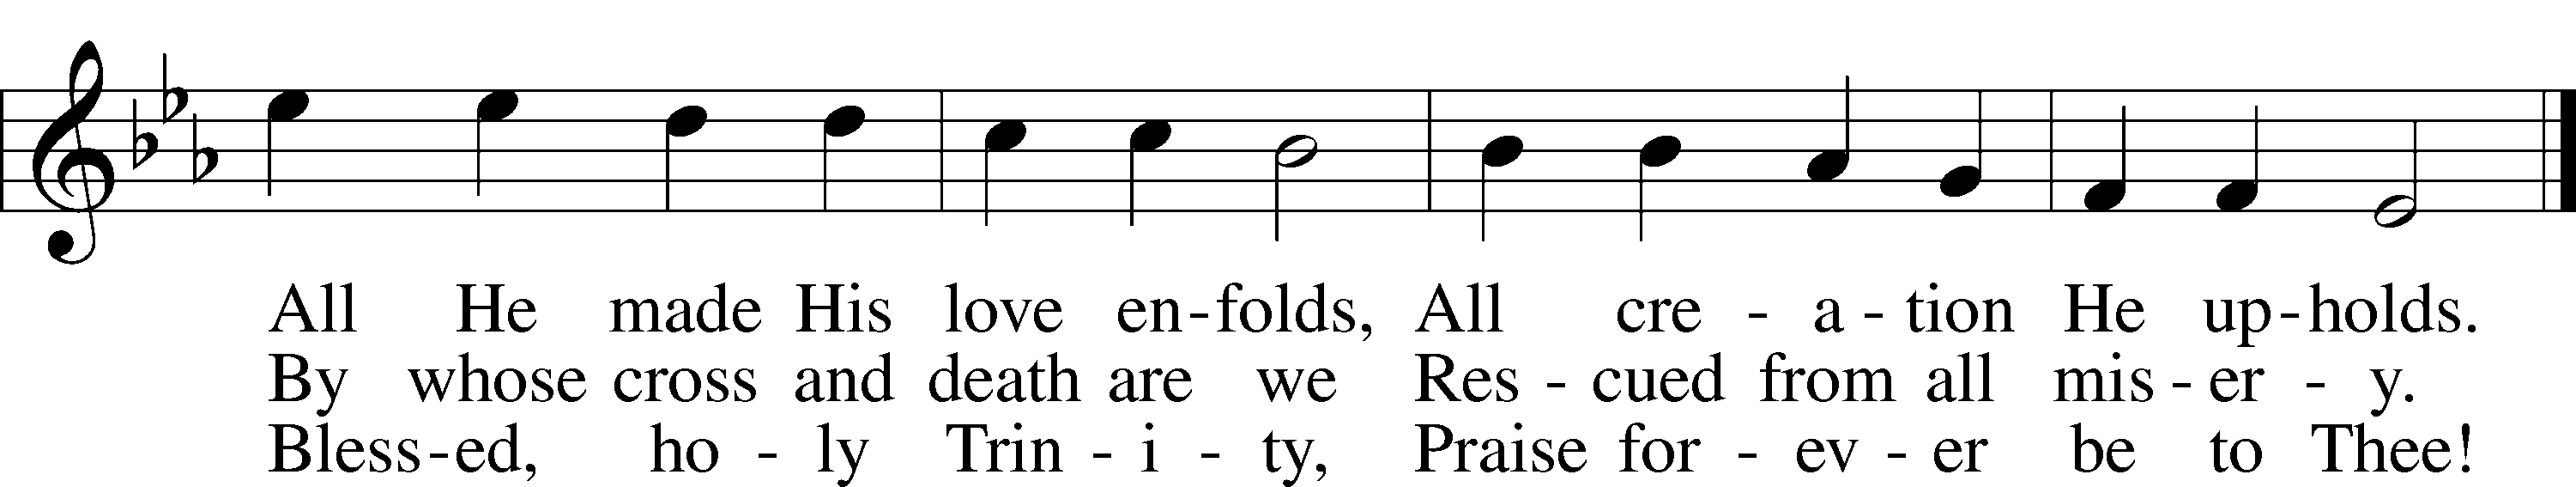 All He made His love en-folds, All cre - a - tion He up-holds.
By whose cross and death are we Res - cued from all mis - er - y.
Bless-ed, ho - ly Trin - i - ty, Praise for - ev - er be to Thee!